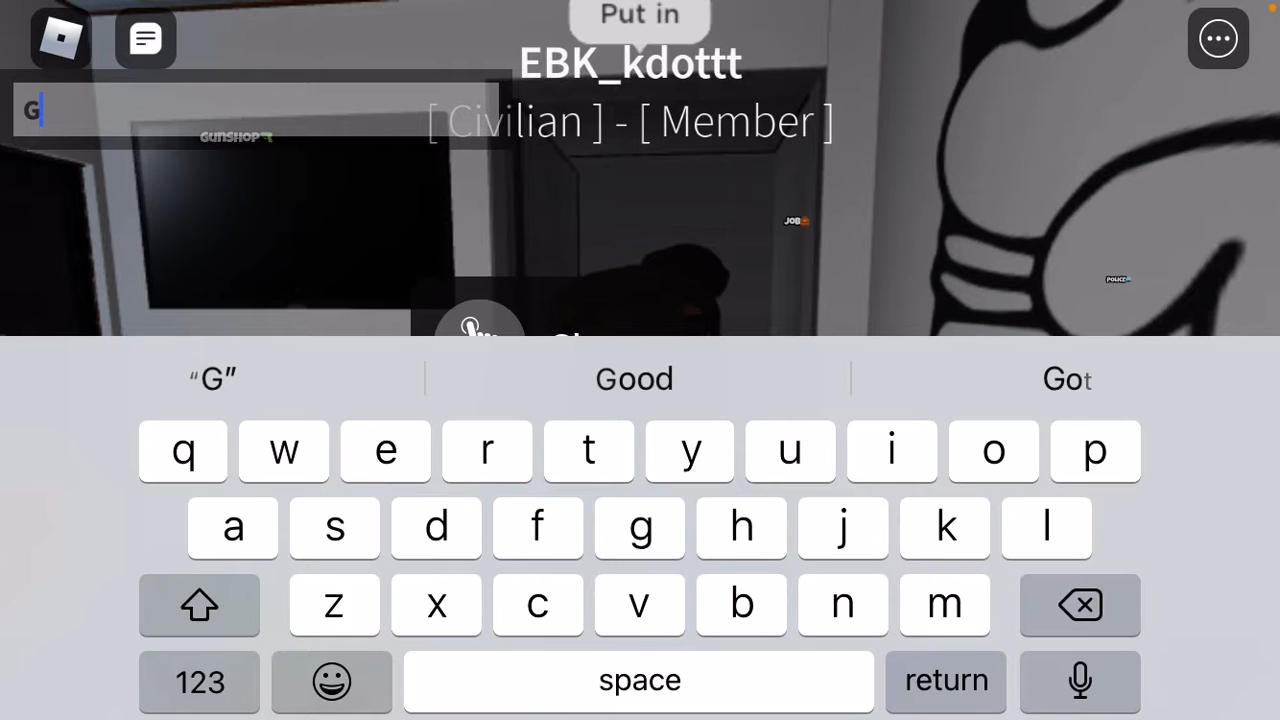 Put in
EBK_kdottt
[ Civilian ] - [ Member ]
G
GUNSHOP
JOB
POLICE
“G” Good Got
q w e r t y u i o p
a s d f g h j k l
z x c v b n m
123 space return